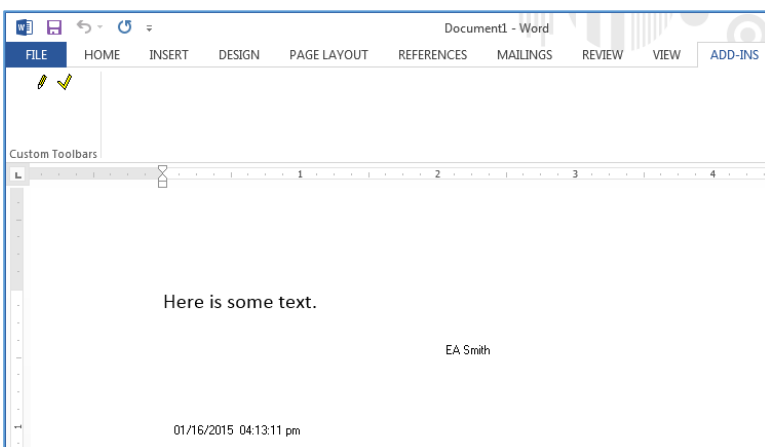 Document1 - Word
FILE HOME INSERT DESIGN PAGE LAYOUT REFERENCES MAILINGS REVIEW VIEW ADD-INS
Custom Toolbars
1 2 3 4
Here is some text.
EA Smith
1
01/16/2015 04:13:11 pm